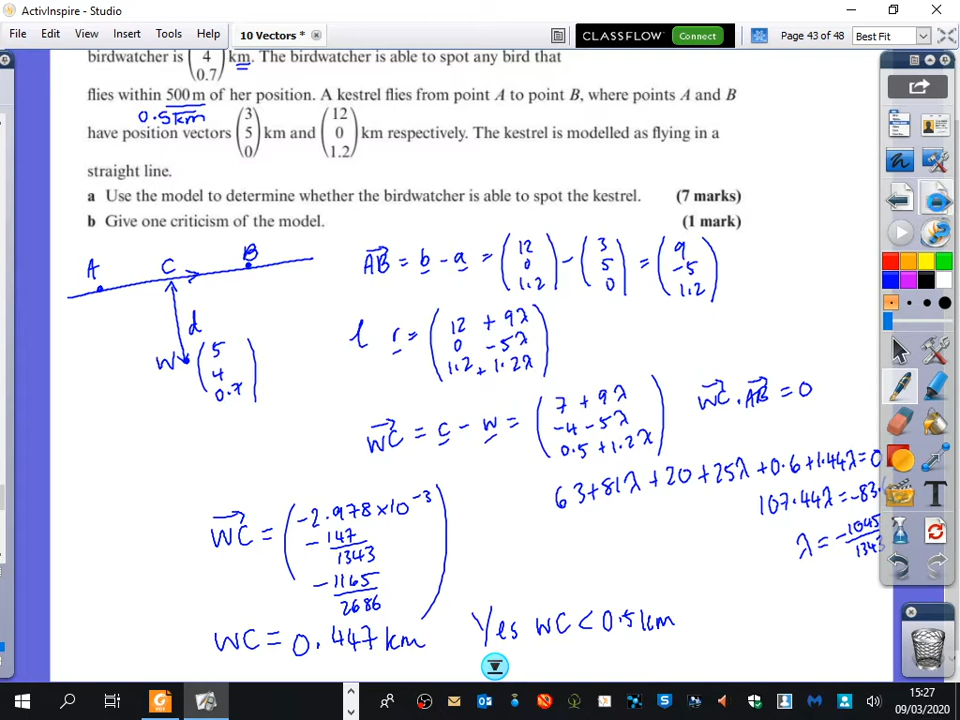 ActivInspire - Studio
File Edit View Insert Tools Help 10 Vectors * CLASSFLOW Connect Page 43 of 48 Best Fit
birdwatcher is (4 0.7) km. The birdwatcher is able to spot any bird that
flies within 500 m of her position. A kestrel flies from point A to point B, where points A and B
0.5km
have position vectors (3 5 0) km and (12 0 1.2) km respectively. The kestrel is modelled as flying in a
straight line.
a Use the model to determine whether the birdwatcher is able to spot the kestrel. (7 marks)
b Give one criticism of the model. (1 mark)
A C B
d
W (5 4 0.7)
AB = b - a = (12 0 1.2) - (3 5 0) = (9 -5 1.2)
l r = (12 + 9λ 0 - 5λ 1.2 + 1.2λ)
WC = c - w = (7 + 9λ -4 - 5λ 0.5 + 1.2λ) WC . AB = 0
63 + 81λ + 20 + 25λ + 0.6 + 1.44λ = 0
107.44λ = -83.
λ = -1045/1343
WC = (-2.978 × 10⁻³ -147/1343 -1165/2686)
WC = 0.447 km Yes WC < 0.5 km
15:27
09/03/2020